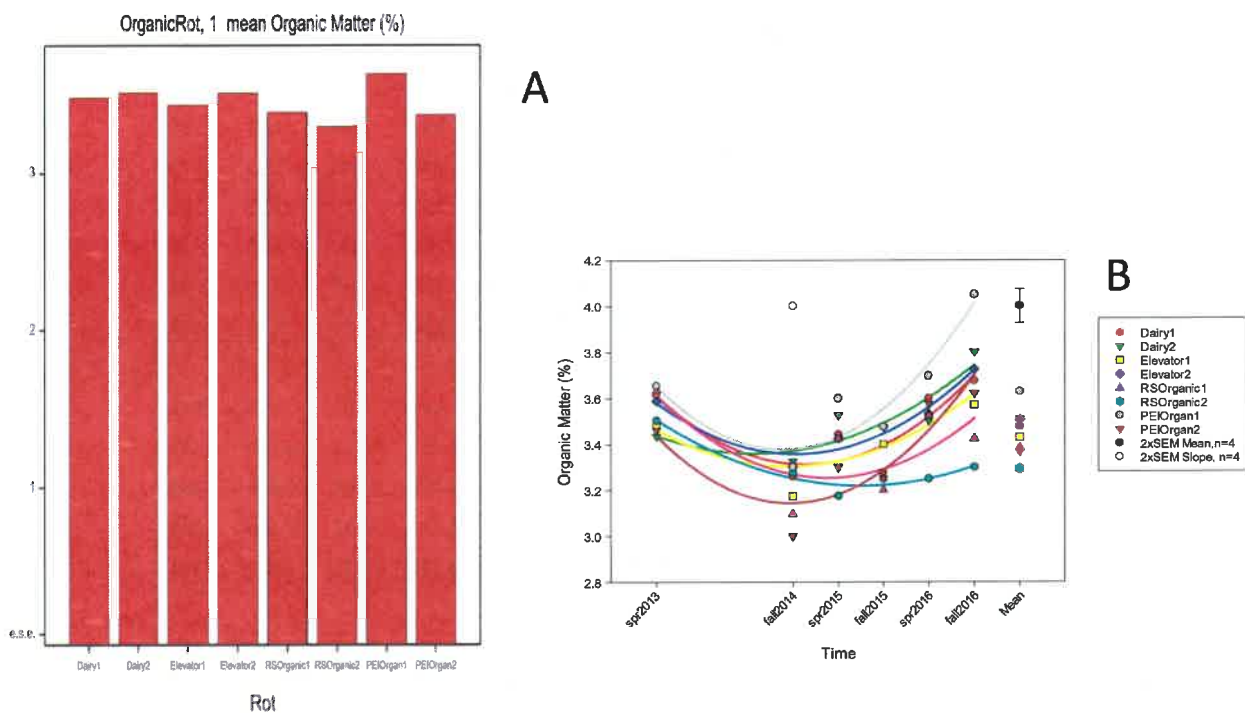 OrganicRot, 1 mean Organic Matter (%)
A
3
2
1
e.s.e.
Dairy1 Dairy2 Elevator1 Elevator2 RSOrganic1 RSOrganic2 PEIOrgan1 PEIOrgan2
Rot
B
4.2
4.0
3.8
3.6
3.4
3.2
3.0
2.8
Organic Matter (%)
spr2013 fall2014 spr2015 fall2015 spr2016 fall2016 Mean
Time
Dairy1
Dairy2
Elevator1
Elevator2
RSOrganic1
RSOrganic2
PEIOrgan1
PEIOrgan2
2xSEM Mean,n=4
2xSEM Slope, n=4